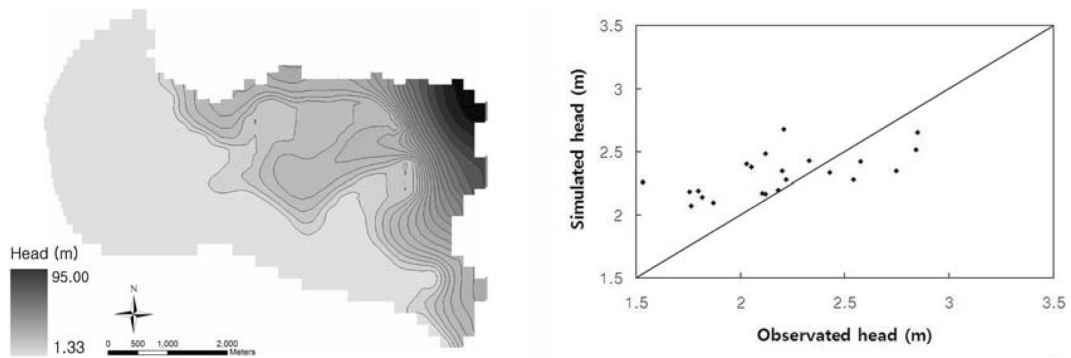 Head (m)
95.00
1.33
N
0 500 1,000 2,000
Meters
3.5
3
2.5
2
1.5
1.5 2 2.5 3 3.5
Simulated head (m)
Observated head (m)